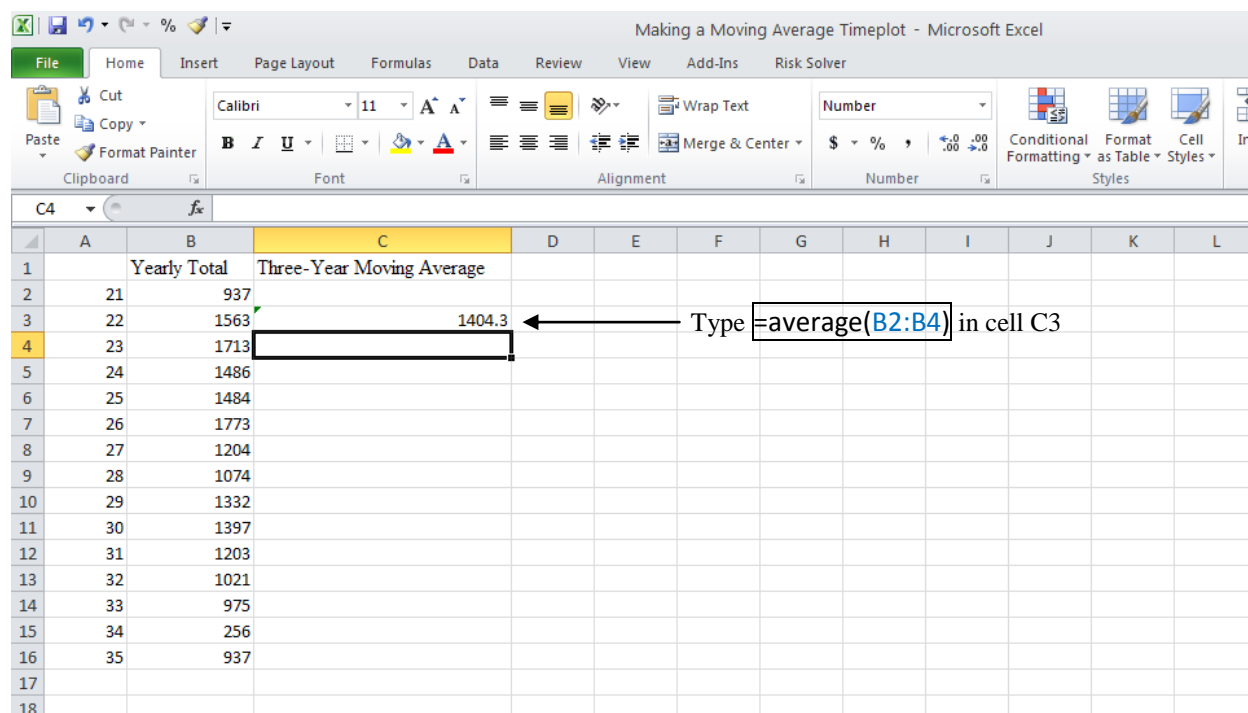 %
Making a Moving Average Timeplot - Microsoft Excel
File Home Insert Page Layout Formulas Data Review View Add-Ins Risk Solver
Paste
Cut
Copy
Format Painter
Clipboard
Calibri 11 A A
B I U A
Font
Wrap Text
Merge & Center
Alignment
Number
$ % , .0 .00 .00 .0
Number
Conditional Formatting
Format as Table
Cell Styles
Styles
C4 fx
A B C D E F G H I J K L
1 Yearly Total Three-Year Moving Average
2 21 937
3 22 1563 1404.3 Type =average(B2:B4) in cell C3
4 23 1713
5 24 1486
6 25 1484
7 26 1773
8 27 1204
9 28 1074
10 29 1332
11 30 1397
12 31 1203
13 32 1021
14 33 975
15 34 256
16 35 937
17
18